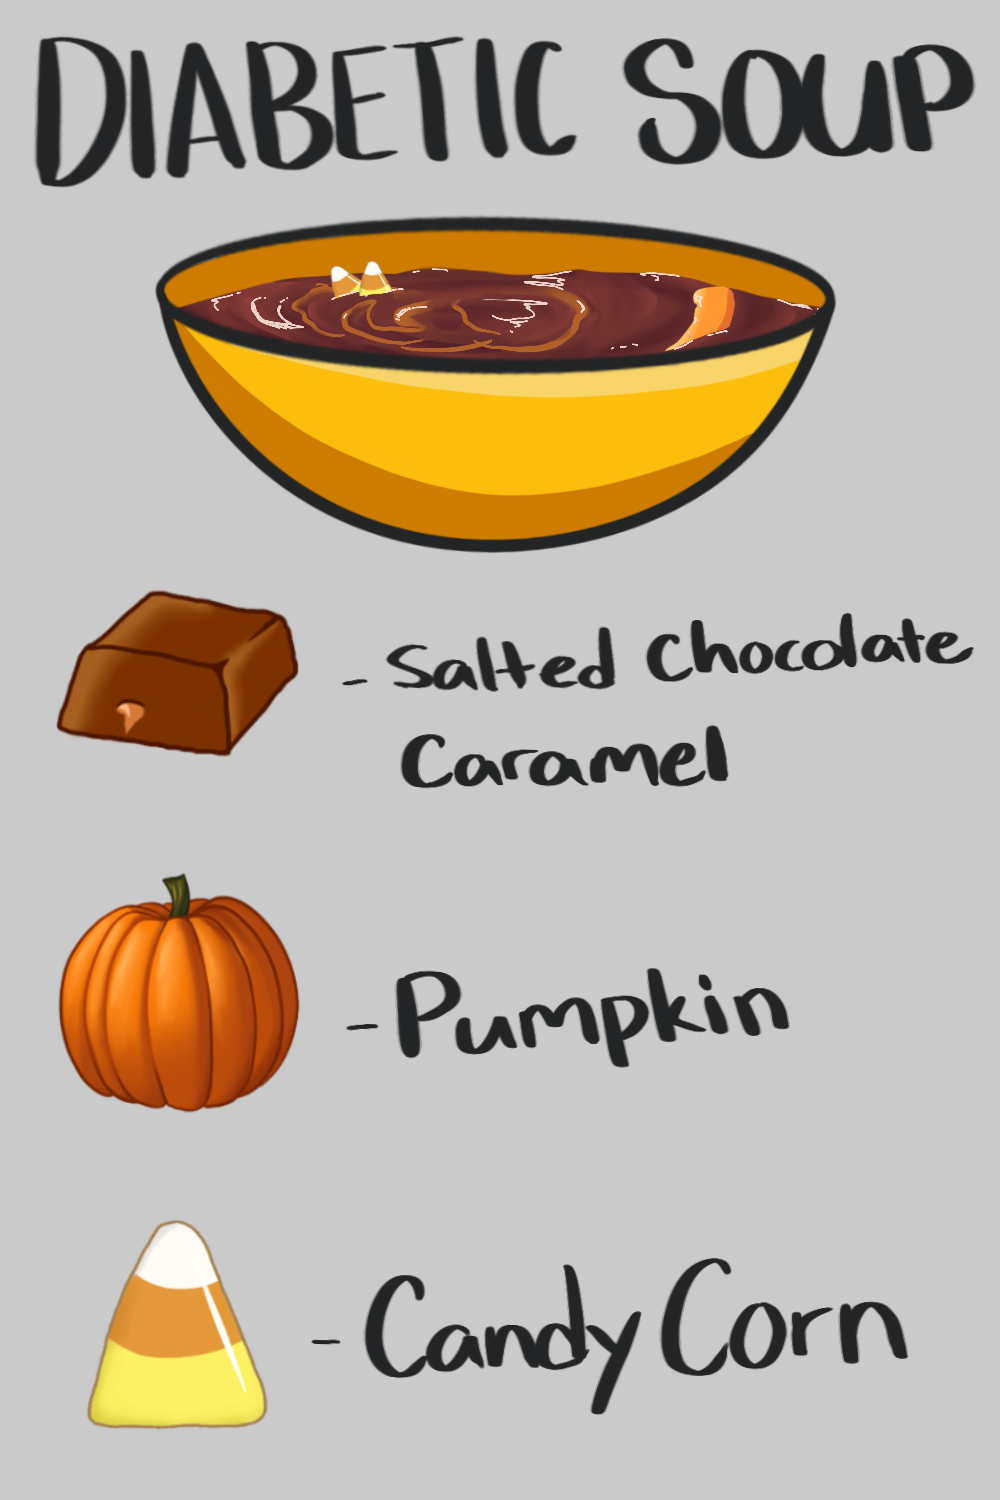 DIABETIC SOUP
- Salted Chocolate
Caramel
- Pumpkin
- Candy Corn